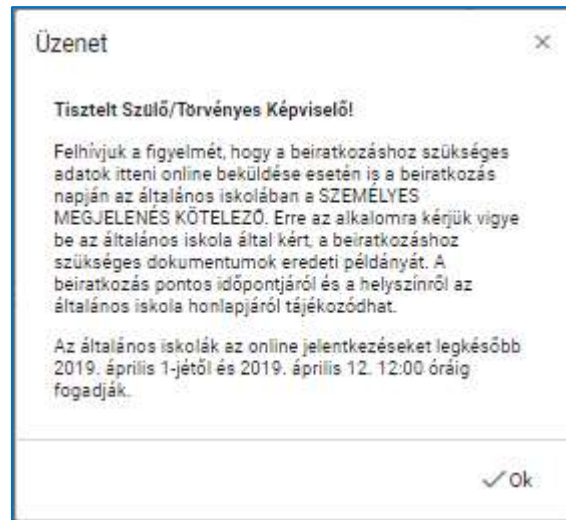 Üzenet
Tisztelt Szülő/Törvényes Képviselő!
Felhívjuk a figyelmét, hogy a beiratkozáshoz szükséges
adatok itteni online beküldése esetén is a beiratkozás
napján az általános iskolában a SZEMÉLYES
MEGJELENÉS KÖTELEZŐ. Erre az alkalomra kérjük vigye
be az általános iskola által kért, a beiratkozáshoz
szükséges dokumentumok eredeti példányát. A
beiratkozás pontos időpontjáról és a helyszínről az
általános iskola honlapjáról tájékozódhat.
Az általános iskolák az online jelentkezéseket legkésőbb
2019. április 1-jétől és 2019. április 12. 12:00 óráig
fogadják.
Ok